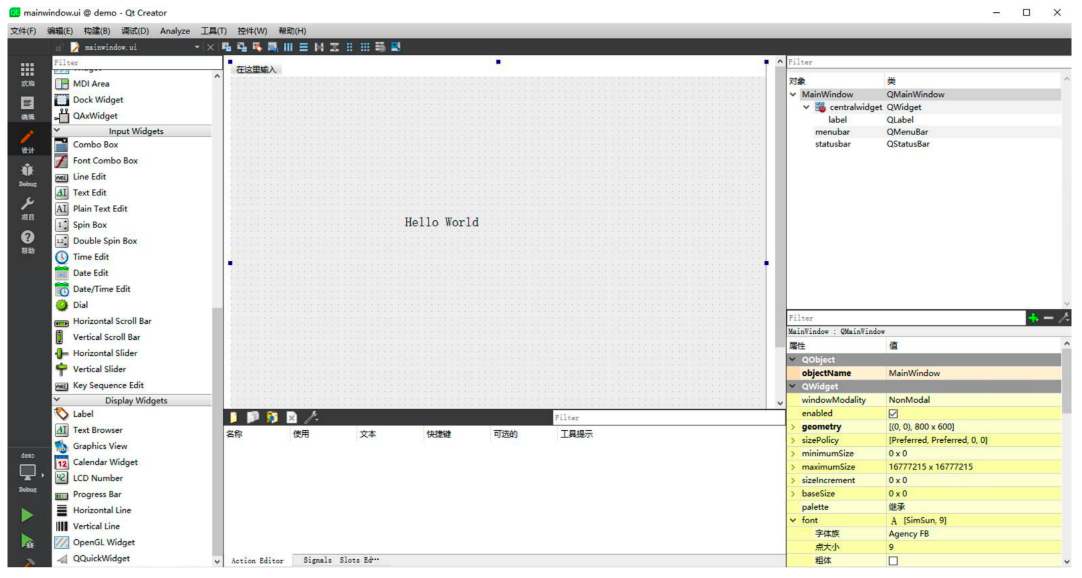 mainwindow.ui @ demo - Qt Creator
文件(F) 编辑(E) 构建(B) 调试(D) Analyze 工具(T) 控件(W) 帮助(H)
mainwindow.ui
欢迎
编辑
设计
Debug
项目
帮助
demo
Debug
Filter
MDI Area
Dock Widget
QAxWidget
Input Widgets
Combo Box
Font Combo Box
Line Edit
Text Edit
Plain Text Edit
Spin Box
Double Spin Box
Time Edit
Date Edit
Date/Time Edit
Dial
Horizontal Scroll Bar
Vertical Scroll Bar
Horizontal Slider
Vertical Slider
Key Sequence Edit
Display Widgets
Label
Text Browser
Graphics View
Calendar Widget
LCD Number
Progress Bar
Horizontal Line
Vertical Line
OpenGL Widget
QQuickWidget
在这里输入
Hello World
Filter
名称 使用 文本 快捷键 可选的 工具提示
Action Editor Signals Slots Ed…
Filter
对象 类
MainWindow QMainWindow
centralwidget QWidget
label QLabel
menubar QMenuBar
statusbar QStatusBar
Filter
MainWindow : QMainWindow
属性 值
QObject
objectName MainWindow
QWidget
windowModality NonModal
enabled
geometry [(0, 0), 800 x 600]
sizePolicy [Preferred, Preferred, 0, 0]
minimumSize 0 x 0
maximumSize 16777215 x 16777215
sizeIncrement 0 x 0
baseSize 0 x 0
palette 继承
font A [SimSun, 9]
字体族 Agency FB
点大小 9
粗体